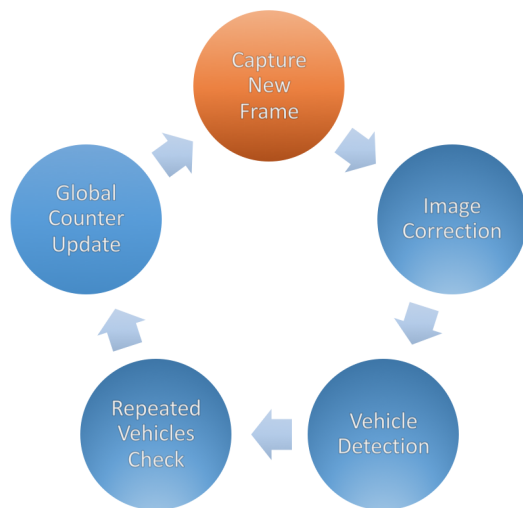 Capture
New
Frame
Image
Correction
Vehicle
Detection
Repeated
Vehicles
Check
Global
Counter
Update